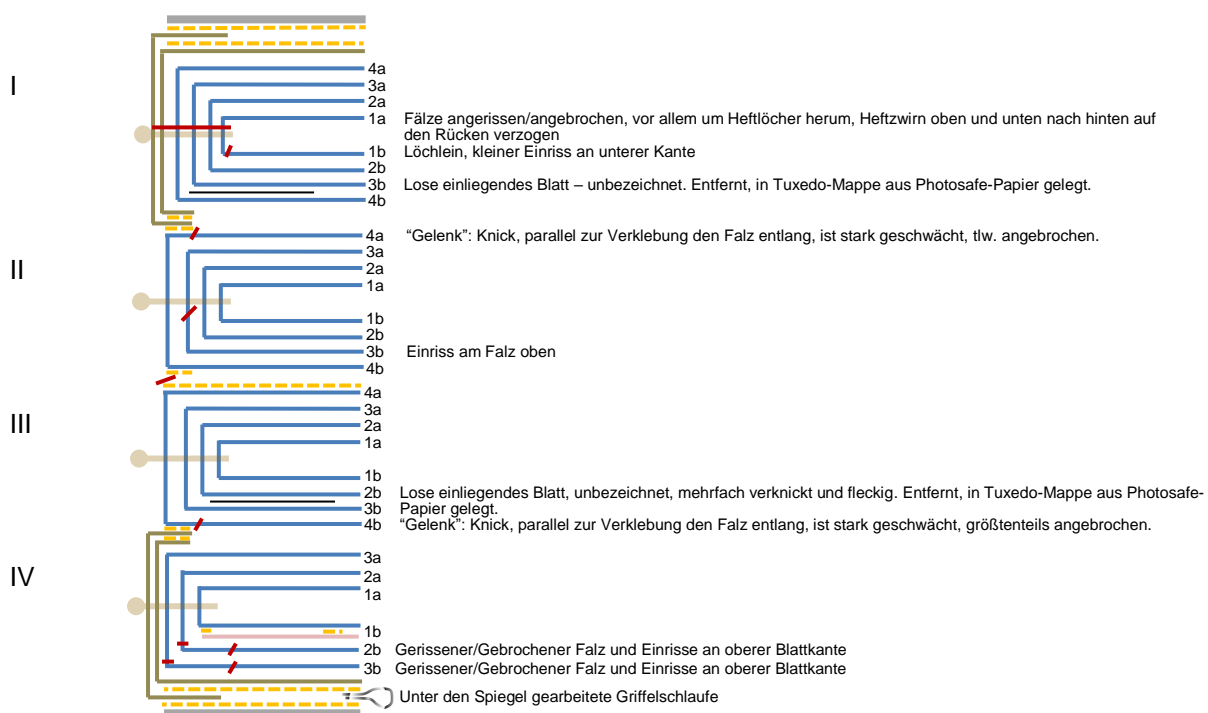 I
4a
3a
2a
1a Fälze angerissen/angebrochen, vor allem um Heftlöcher herum, Heftzwirn oben und unten nach hinten auf
den Rücken verzogen
1b Löchlein, kleiner Einriss an unterer Kante
2b
3b Lose einliegendes Blatt – unbezeichnet. Entfernt, in Tuxedo-Mappe aus Photosafe-Papier gelegt.
4b
II
4a “Gelenk”: Knick, parallel zur Verklebung den Falz entlang, ist stark geschwächt, tlw. angebrochen.
3a
2a
1a
1b
2b
3b Einriss am Falz oben
4b
III
4a
3a
2a
1a
1b
2b Lose einliegendes Blatt, unbezeichnet, mehrfach verknickt und fleckig. Entfernt, in Tuxedo-Mappe aus Photosafe-
3b Papier gelegt.
4b “Gelenk”: Knick, parallel zur Verklebung den Falz entlang, ist stark geschwächt, größtenteils angebrochen.
IV
3a
2a
1a
1b
2b Gerissener/Gebrochener Falz und Einrisse an oberer Blattkante
3b Gerissener/Gebrochener Falz und Einrisse an oberer Blattkante
Unter den Spiegel gearbeitete Griffelschlaufe